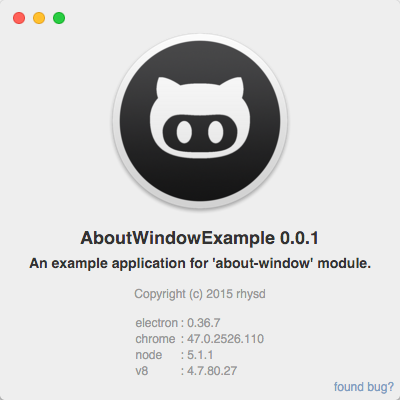 AboutWindowExample 0.0.1
An example application for 'about-window' module.
Copyright (c) 2015 rhysd
electron : 0.36.7
chrome : 47.0.2526.110
node : 5.1.1
v8 : 4.7.80.27
found bug?